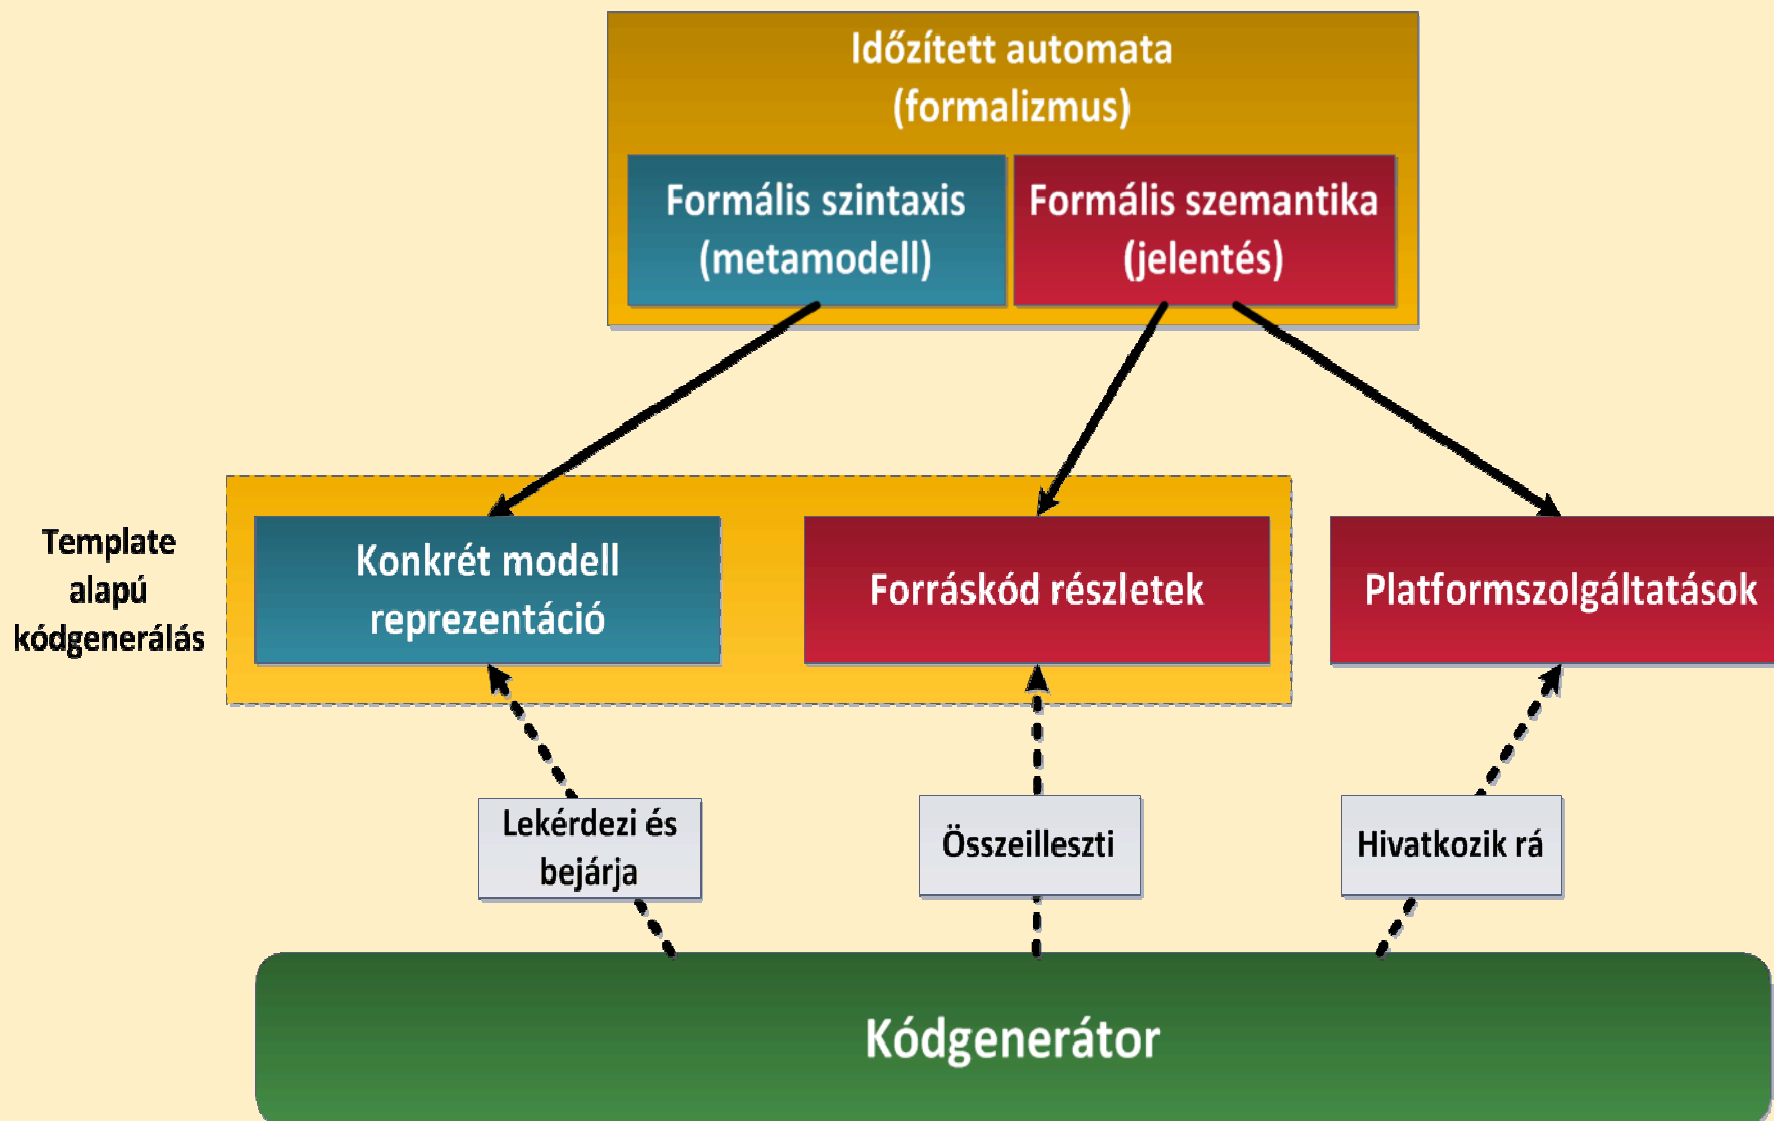 Időzített automata
(formalizmus)
Formális szintaxis
(metamodell)
Formális szemantika
(jelentés)
Template
alapú
kódgenerálás
Konkrét modell
reprezentáció
Forráskód részletek
Platformszolgáltatások
Lekérdezi és
bejárja
Összeilleszti
Hivatkozik rá
Kódgenerátor